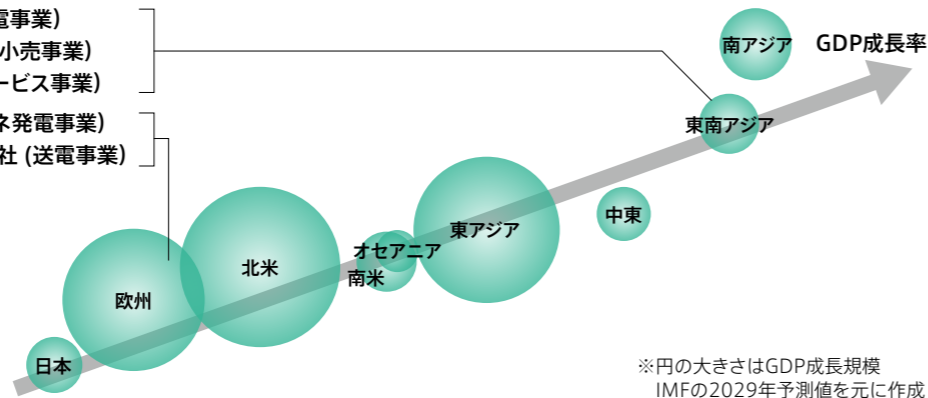 電事業）
小売事業）
ービス事業）
ネ発電事業）
社 (送電事業)
南アジア
GDP成長率
東南アジア
中東
東アジア
オセアニア
南米
北米
欧州
日本
※円の大きさはGDP成長規模
IMFの2029年予測値を元に作成